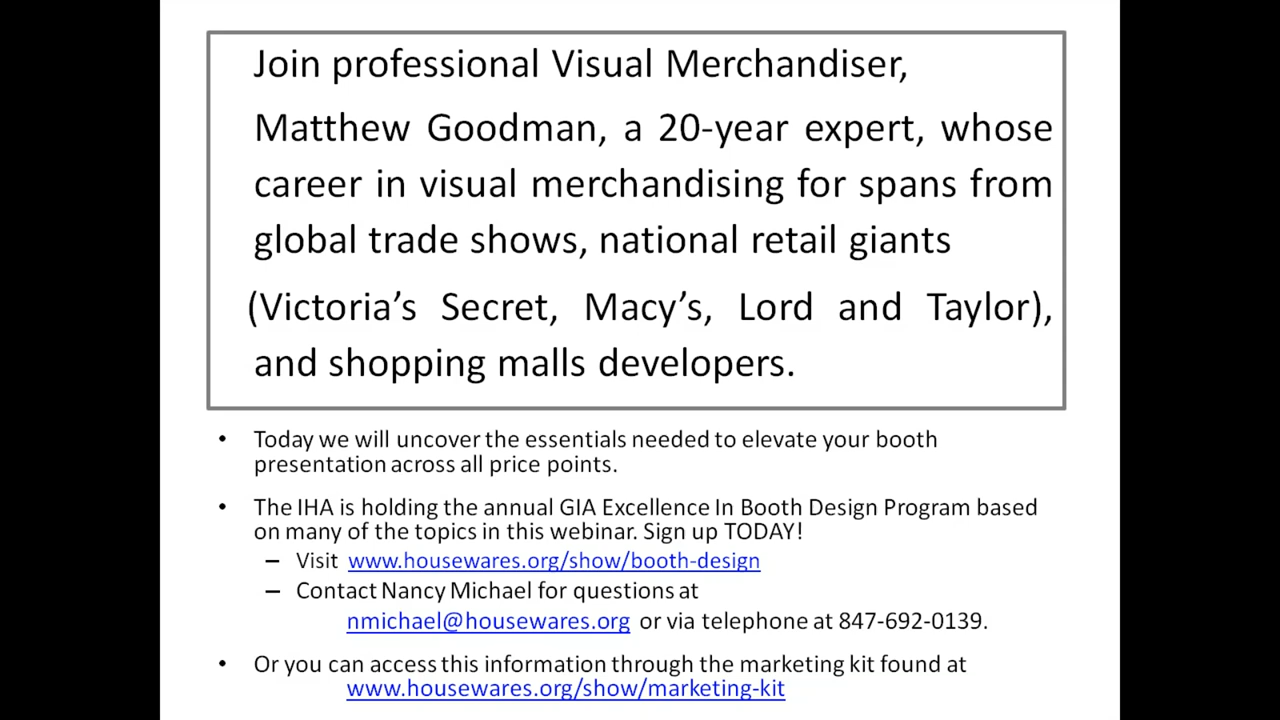 Join professional Visual Merchandiser,
Matthew Goodman, a 20-year expert, whose
career in visual merchandising for spans from
global trade shows, national retail giants
(Victoria’s Secret, Macy’s, Lord and Taylor),
and shopping malls developers.
• Today we will uncover the essentials needed to elevate your booth
presentation across all price points.
• The IHA is holding the annual GIA Excellence In Booth Design Program based
on many of the topics in this webinar. Sign up TODAY!
– Visit www.housewares.org/show/booth-design
– Contact Nancy Michael for questions at
nmichael@housewares.org or via telephone at 847-692-0139.
• Or you can access this information through the marketing kit found at
www.housewares.org/show/marketing-kit